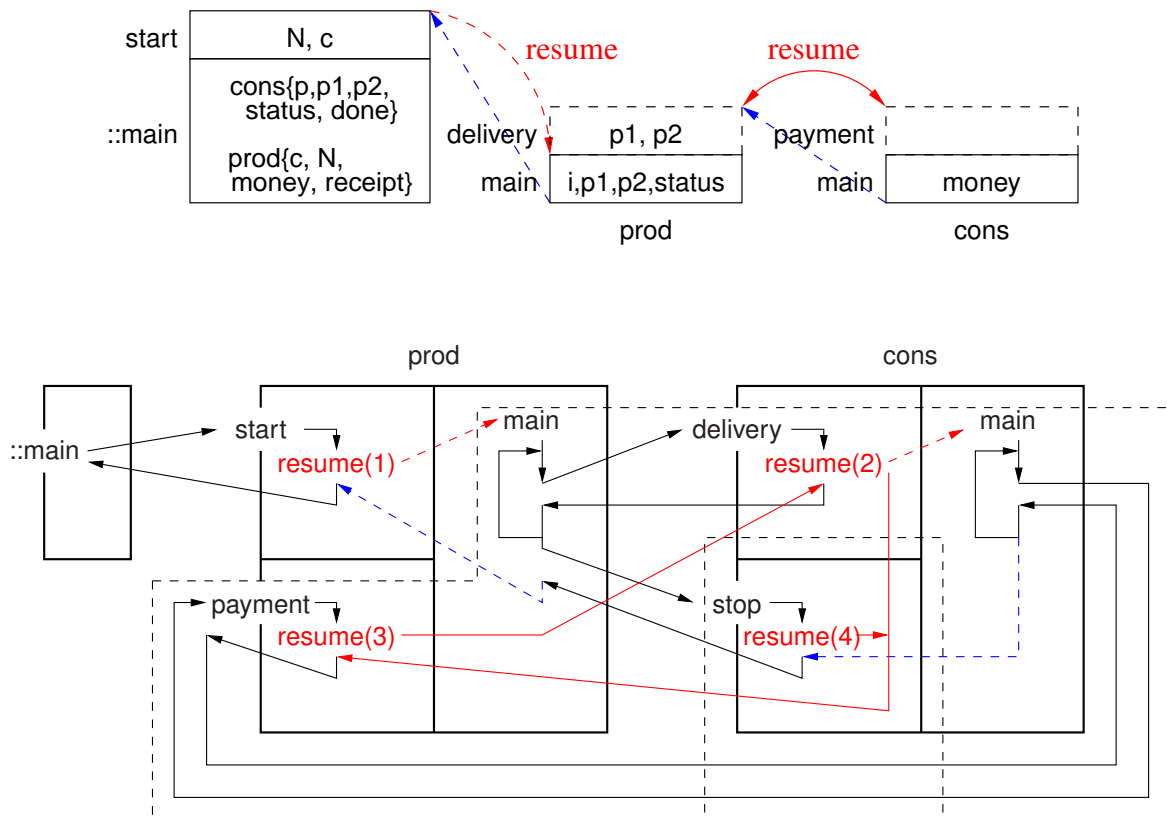 start
N, c
resume
resume
cons{p,p1,p2,
status, done}
::main
delivery
p1, p2
payment
prod{c, N,
money, receipt}
main
i,p1,p2,status
main
money
prod
cons
prod
cons
start
main
delivery
main
::main
resume(1)
resume(2)
payment
stop
resume(3)
resume(4)